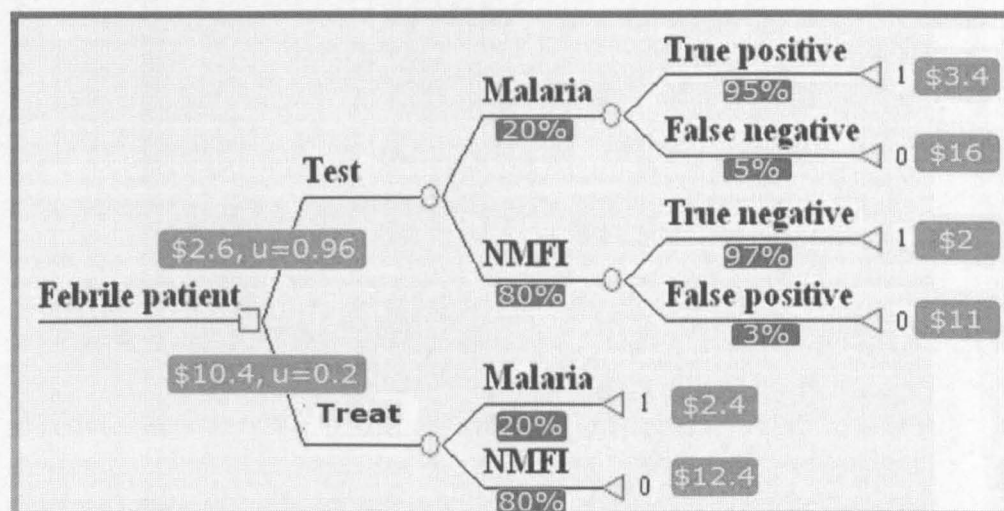 True positive
Malaria 95% 1 $3.4
20% False negative
Test 5% 0 $16
True negative
$2.6, u=0.96 NMFI 97% 1 $2
Febrile patient 80% False positive
3% 0 $11
$10.4, u=0.2 Malaria
Treat 20% 1 $2.4
NMFI
80% 0 $12.4